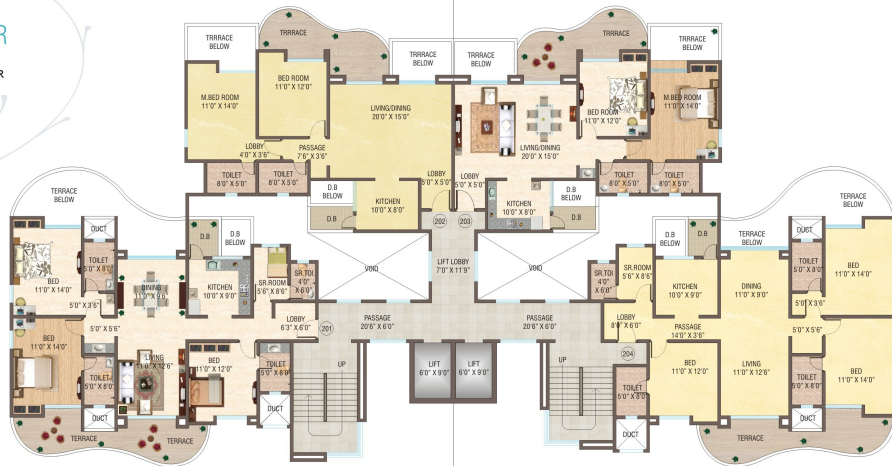 R
R
TRRRACE
BELOW
TRRRACE
TRRRACE
BELOW
TRRRACE
BELOW
TRRRACE
TERRACE
BELOW
M.BED ROOM
11'0" X 14'0"
BED ROOM
11'0" X 12'0"
LIVING/DINING
20'0" X 15'0"
LOBBY
4'0" X 3'6"
PASSAGE
7'6" X 3'6"
TOILET
8'0" X 5'0"
TOILET
8'0" X 5'0"
D.B
BELOW
D.B
KITCHEN
10'0" X 8'0"
LOBBY
5'0" X 5'0"
202
LOBBY
5'0" X 5'0"
203
LIVING/DINING
20'0" X 15'0"
BED ROOM
11'0" X 12'0"
M.BED ROOM
11'0" X 14'0"
KITCHEN
10'0" X 8'0"
D.B
BELOW
D.B
TOILET
8'0" X 5'0"
TOILET
8'0" X 5'0"
LIFT LOBBY
7'0" X 11'9"
VOID
VOID
TERRACE
BELOW
DUCT
BED
11'0" X 14'0"
TOILET
5'0" X 8'0"
5'0" X 3'6"
5'0" X 5'6"
DINING
11'0" X 9'6"
D.B
D.B
BELOW
KITCHEN
10'0" X 9'0"
SR.ROOM
5'6" X 8'6"
SR.TOI
4'0"
X 6'0"
LOBBY
6'3" X 6'0"
201
PASSAGE
20'6" X 6'0"
PASSAGE
20'6" X 6'0"
BED
11'0" X 14'0"
TOILET
5'0" X 8'0"
LIVING
11'0" X 12'6"
BED
11'0" X 12'0"
TOILET
5'0" X 8'0"
DUCT
DUCT
TERRACE
TERRACE
UP
LIFT
6'0" X 9'0"
LIFT
6'0" X 9'0"
UP
204
SR.TOI
4'0"
X 6'0"
SR.ROOM
5'6" X 8'6"
LOBBY
8'0" X 6'0"
KITCHEN
10'0" X 9'0"
D.B
BELOW
D.B
TERRACE
BELOW
DINING
11'0" X 9'0"
PASSAGE
14'0" X 3'6"
DUCT
TOILET
5'0" X 8'0"
5'0" X 3'6"
5'0" X 5'6"
TERRACE
BELOW
BED
11'0" X 14'0"
TOILET
5'0" X 8'0"
BED
11'0" X 12'0"
LIVING
11'0" X 12'6"
TOILET
5'0" X 8'0"
BED
11'0" X 14'0"
DUCT
DUCT
TERRACE